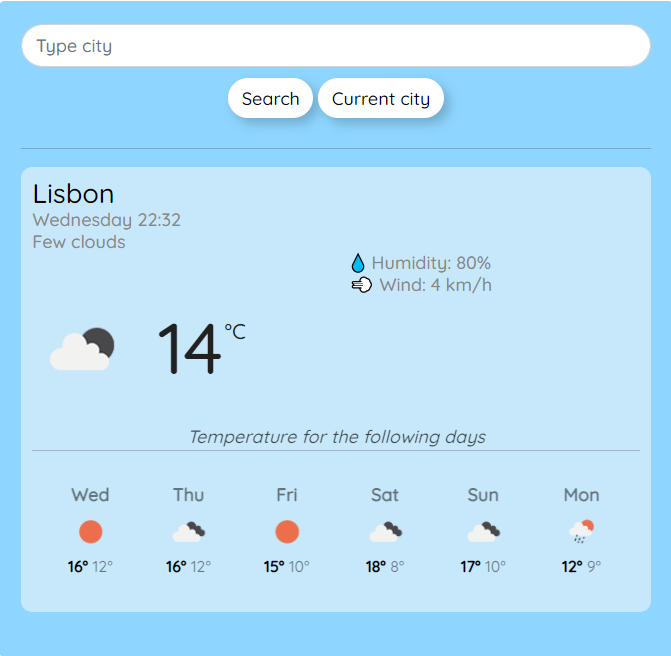 Type city
Search Current city
Lisbon
Wednesday 22:32
Few clouds
Humidity: 80%
Wind: 4 km/h
14 °C
Temperature for the following days
Wed Thu Fri Sat Sun Mon
16° 12° 16° 12° 15° 10° 18° 8° 17° 10° 12° 9°